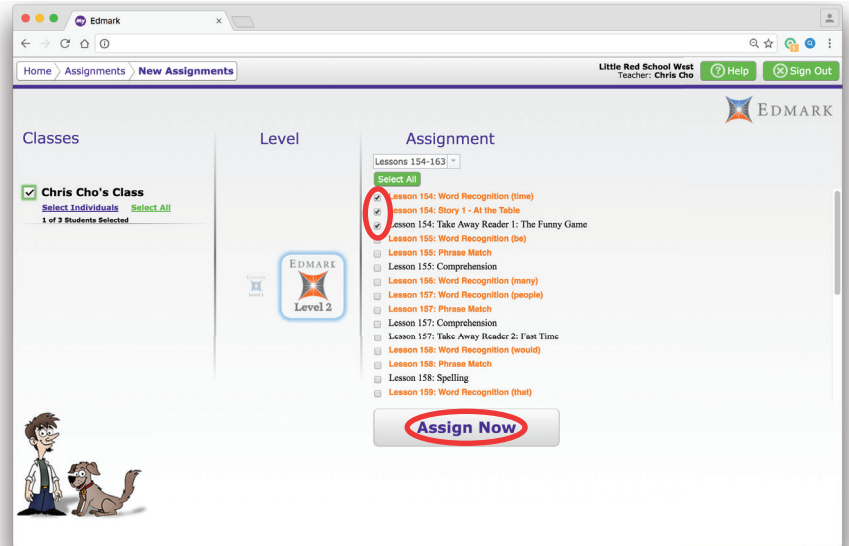 My Edmark
Home Assignments New Assignments
Little Red School West
Teacher: Chris Cho
? Help
Sign Out
EDMARK
Classes
Level
Assignment
Lessons 154-163
Select All
Chris Cho's Class
Select Individuals Select All
1 of 3 Students Selected
EDMARK
Level 1
EDMARK
Level 2
Lesson 154: Word Recognition (time)
Lesson 154: Story 1 - At the Table
Lesson 154: Take Away Reader 1: The Funny Game
Lesson 155: Word Recognition (be)
Lesson 155: Phrase Match
Lesson 155: Comprehension
Lesson 156: Word Recognition (many)
Lesson 157: Word Recognition (people)
Lesson 157: Phrase Match
Lesson 157: Comprehension
Lesson 157: Take Away Reader 2: Fast Time
Lesson 158: Word Recognition (would)
Lesson 158: Phrase Match
Lesson 158: Spelling
Lesson 159: Word Recognition (that)
Assign Now